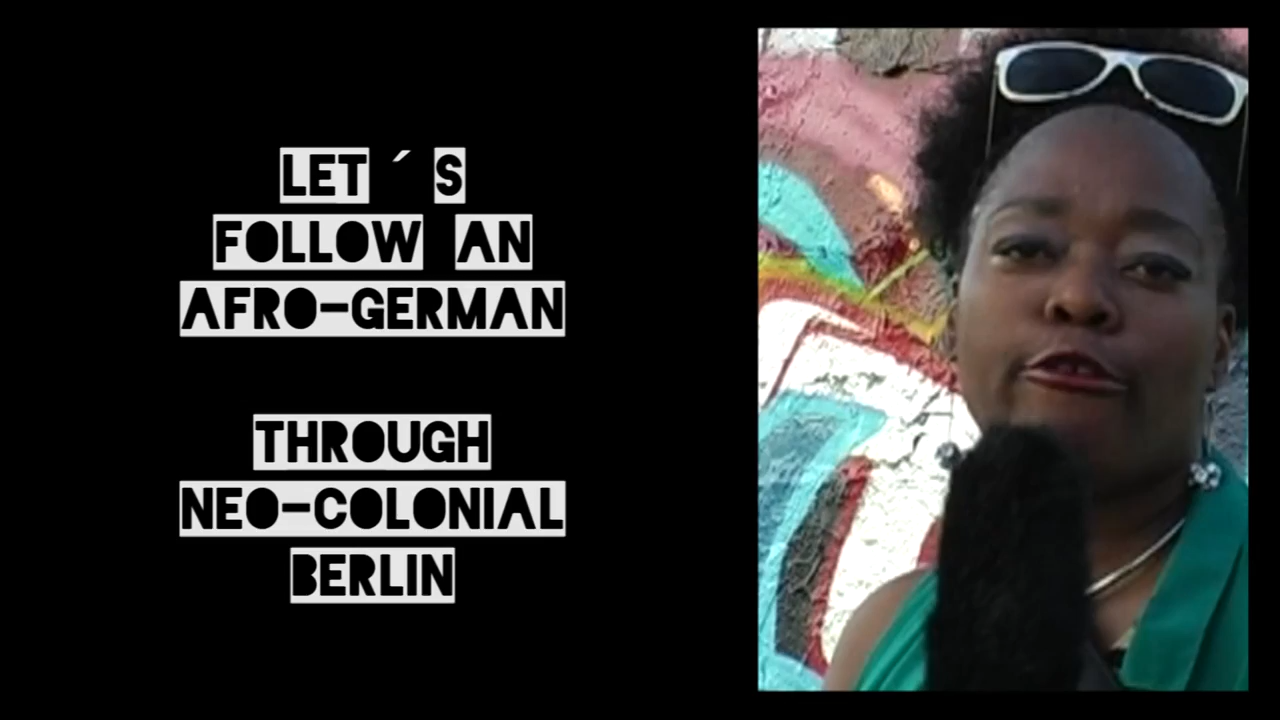 LET ´ S
FOLLOW AN
AFRO-GERMAN
THROUGH
NEO-COLONIAL
BERLIN